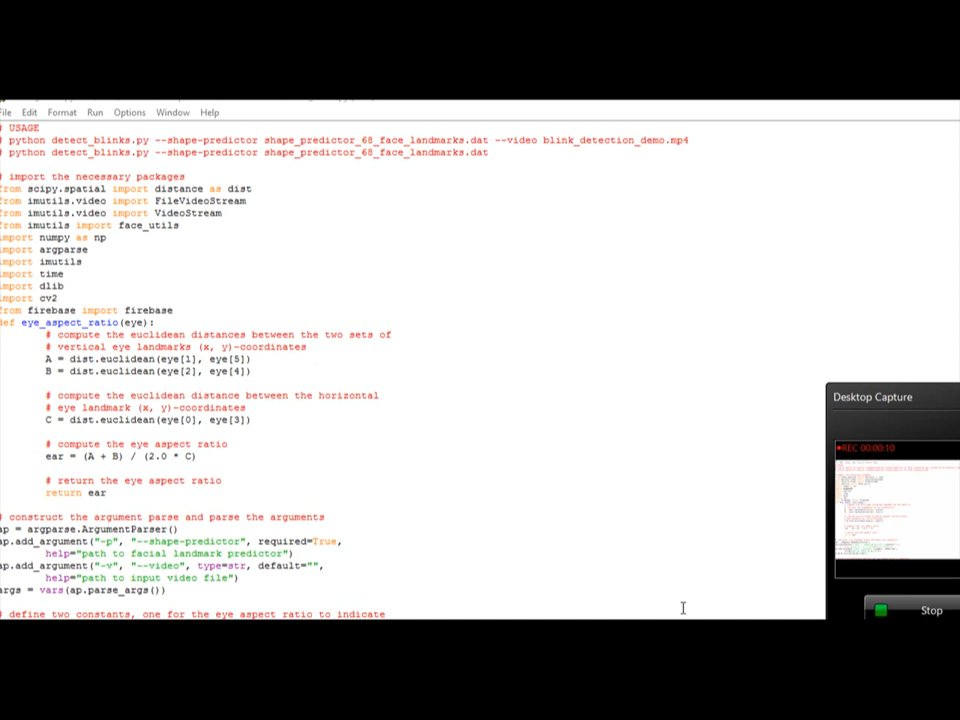 File Edit Format Run Options Window Help
# USAGE
# python detect_blinks.py --shape-predictor shape_predictor_68_face_landmarks.dat --video blink_detection_demo.mp4
# python detect_blinks.py --shape-predictor shape_predictor_68_face_landmarks.dat
# import the necessary packages
from scipy.spatial import distance as dist
from imutils.video import FileVideoStream
from imutils.video import VideoStream
from imutils import face_utils
import numpy as np
import argparse
import imutils
import time
import dlib
import cv2
from firebase import firebase
def eye_aspect_ratio(eye):
# compute the euclidean distances between the two sets of
# vertical eye landmarks (x, y)-coordinates
A = dist.euclidean(eye[1], eye[5])
B = dist.euclidean(eye[2], eye[4])
# compute the euclidean distance between the horizontal
# eye landmark (x, y)-coordinates
C = dist.euclidean(eye[0], eye[3])
# compute the eye aspect ratio
ear = (A + B) / (2.0 * C)
# return the eye aspect ratio
return ear
# construct the argument parse and parse the arguments
ap = argparse.ArgumentParser()
ap.add_argument("-p", "--shape-predictor", required=True,
help="path to facial landmark predictor")
ap.add_argument("-v", "--video", type=str, default="",
help="path to input video file")
args = vars(ap.parse_args())
# define two constants, one for the eye aspect ratio to indicate
Desktop Capture
REC 00:00:10
Stop